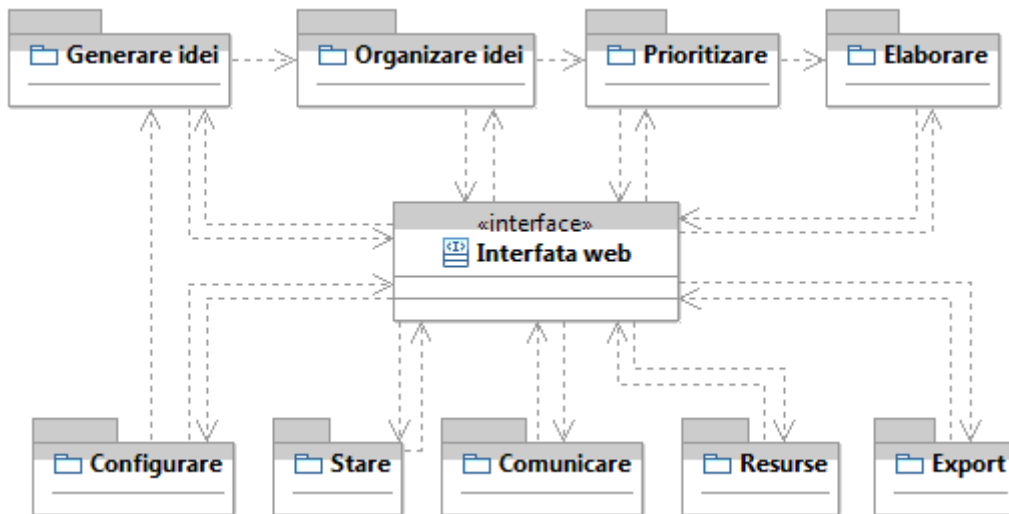 Generare idei
Organizare idei
Prioritizare
Elaborare
«interface»
Interfata web
Configurare
Stare
Comunicare
Resurse
Export